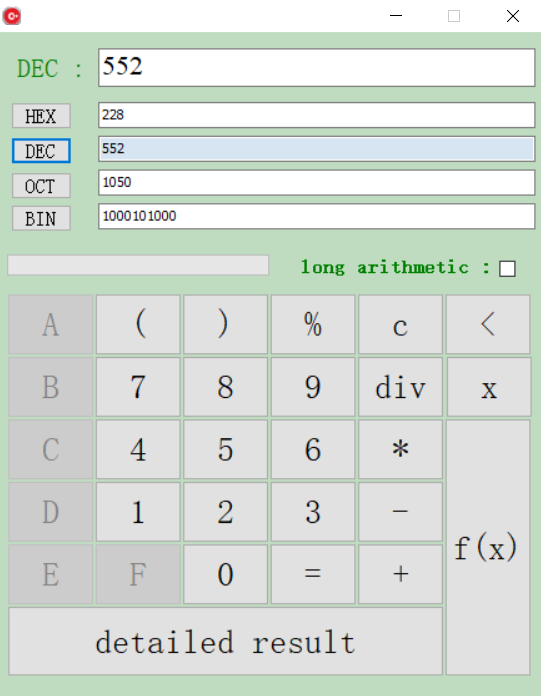 DEC : 552
HEX 228
DEC 552
OCT 1050
BIN 1000101000
long arithmetic :
A ( ) % c <
B 7 8 9 div x
C 4 5 6 *
D 1 2 3 -
f(x)
E F 0 = +
detailed result